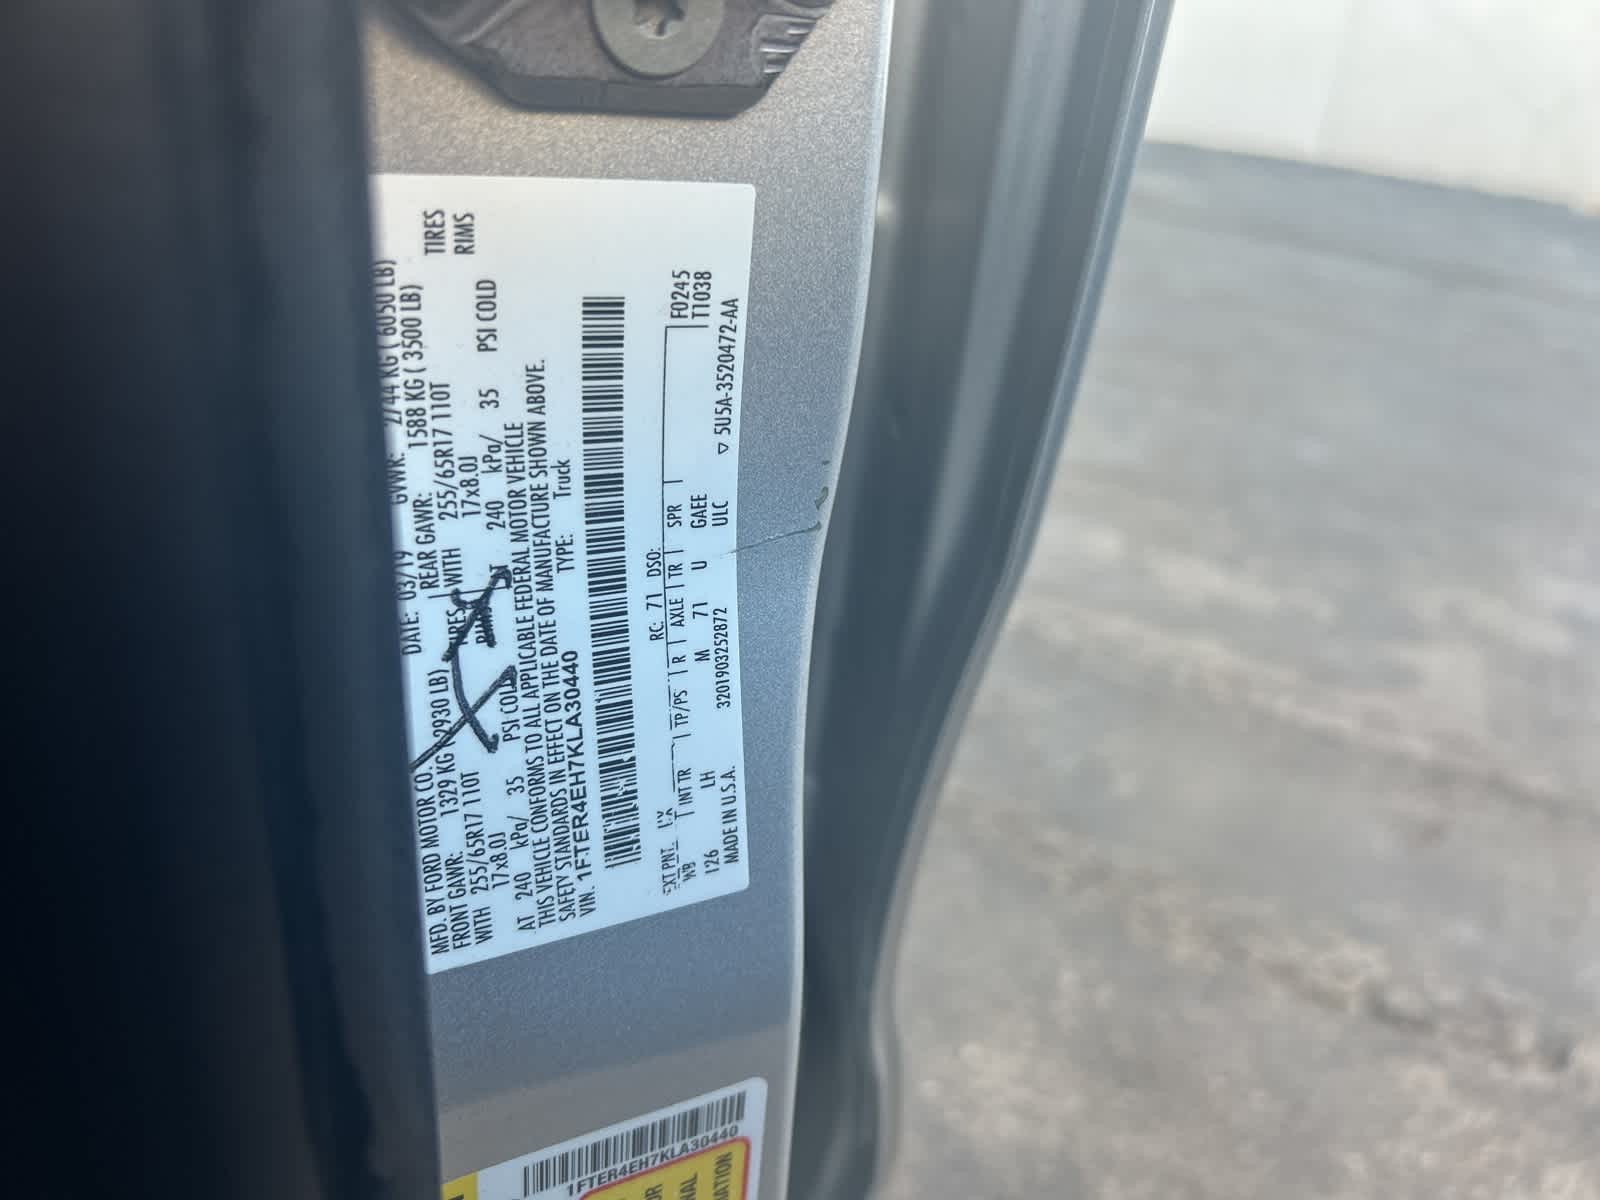 MFD. BY FORD MOTOR CO. DATE: 03/19 GVWR: 2744 KG ( 6050 LB)
FRONT GAWR: 1329 KG ( 2930 LB) REAR GAWR: 1588 KG ( 3500 LB)
WITH 255/65R17 110T TIRES WITH 255/65R17 110T TIRES
17x8.0J RIMS 17x8.0J RIMS
AT 240 kPa/ 35 PSI COLD AT 240 kPa/ 35 PSI COLD
THIS VEHICLE CONFORMS TO ALL APPLICABLE FEDERAL MOTOR VEHICLE
SAFETY STANDARDS IN EFFECT ON THE DATE OF MANUFACTURE SHOWN ABOVE.
VIN: 1FTER4EH7KLA30440 TYPE: Truck
RC: 71 DSO:
EXT PNT: UX F0245
WB INT TR TP/PS R AXLE TR SPR T1038
126 LH M 71 U GAEE
ULC
MADE IN U.S.A. 3201903252872 ▽ 5U5A-3520472-AA
1FTER4EH7KLA30440